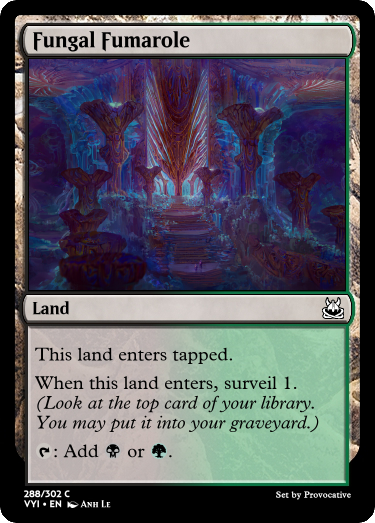 Fungal Fumarole
Land
This land enters tapped.
When this land enters, surveil 1.
(Look at the top card of your library.
You may put it into your graveyard.)
: Add or .
288/302 C
VYI • EN Anh Le
Set by Provocative